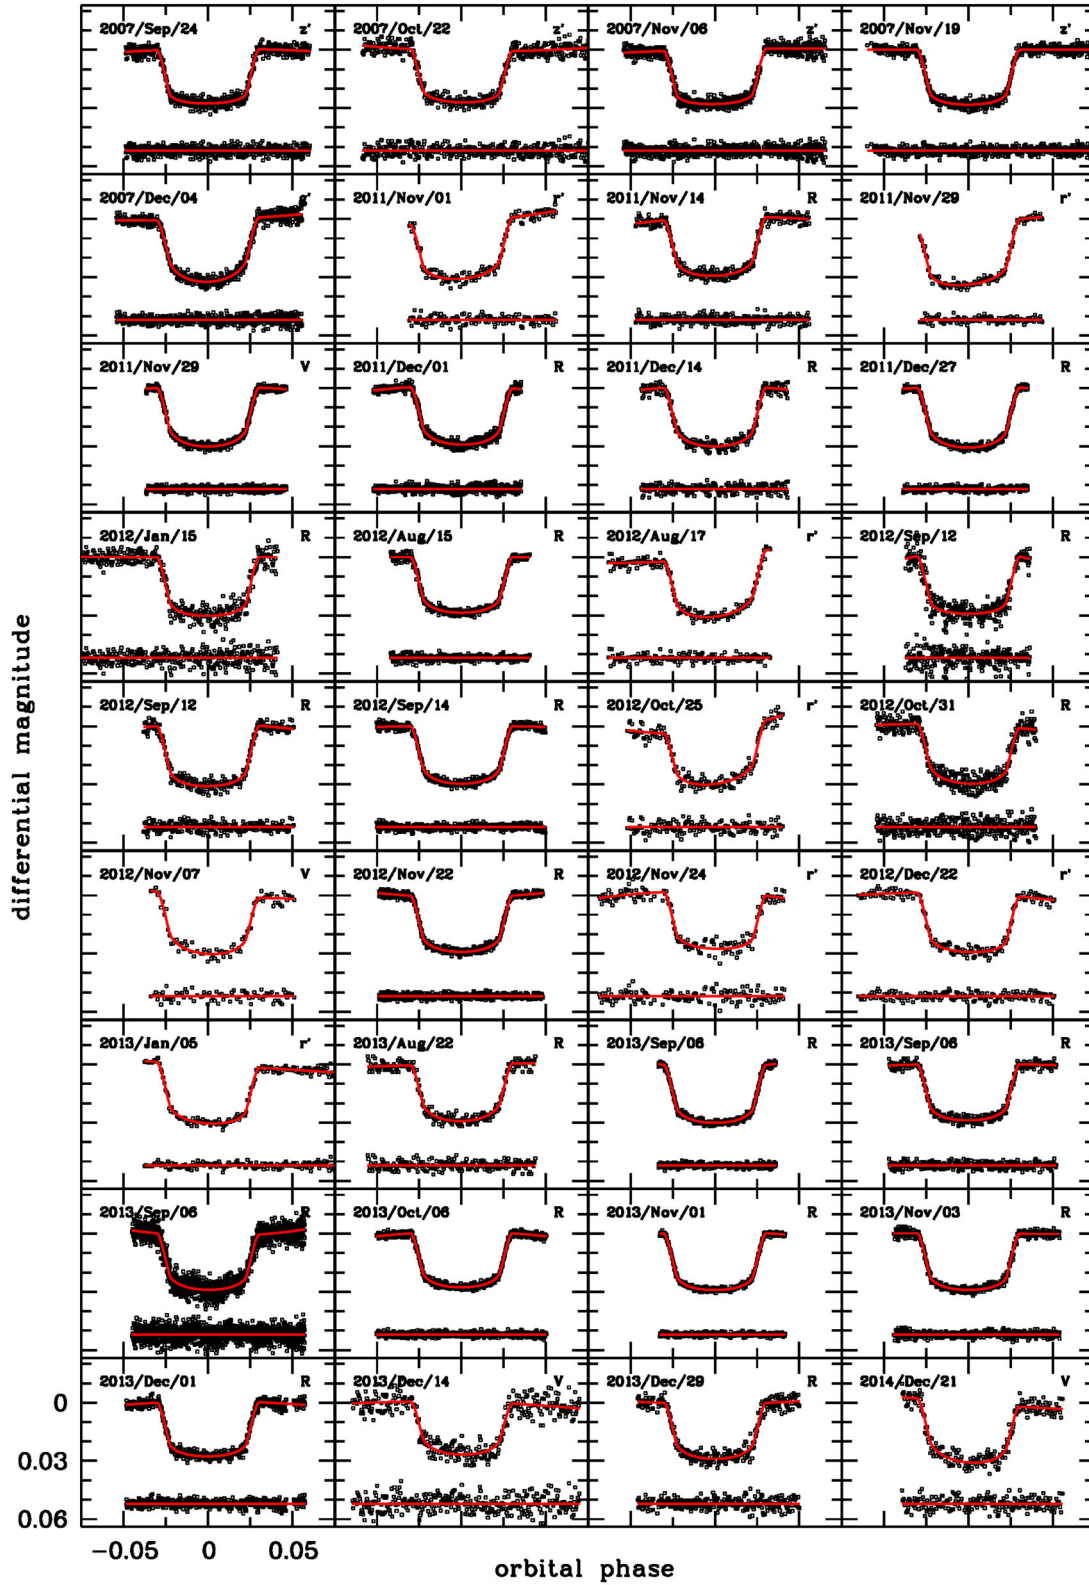 2007/Sep/24 z'
2007/Oct/22 z'
2007/Nov/06 z'
2007/Nov/19 z'
2007/Dec/04
2011/Nov/01 r'
2011/Nov/14 R
2011/Nov/29 r'
2011/Nov/29 V
2011/Dec/01 R
2011/Dec/14 R
2011/Dec/27 R
2012/Jan/15 R
2012/Aug/15 R
2012/Aug/17 r'
2012/Sep/12 R
2012/Sep/12 R
2012/Sep/14 R
2012/Oct/25 r'
2012/Oct/31 R
2012/Nov/07 V
2012/Nov/22 R
2012/Nov/24 r'
2012/Dec/22 r'
2013/Jan/05 r'
2013/Aug/22 R
2013/Sep/06 R
2013/Sep/06 R
2013/Sep/06 R
2013/Oct/06 R
2013/Nov/01 R
2013/Nov/03 R
2013/Dec/01 R
2013/Dec/14 V
2013/Dec/29 R
2014/Dec/21 V
differential magnitude
0
0.03
0.06
−0.05 0 0.05
orbital phase